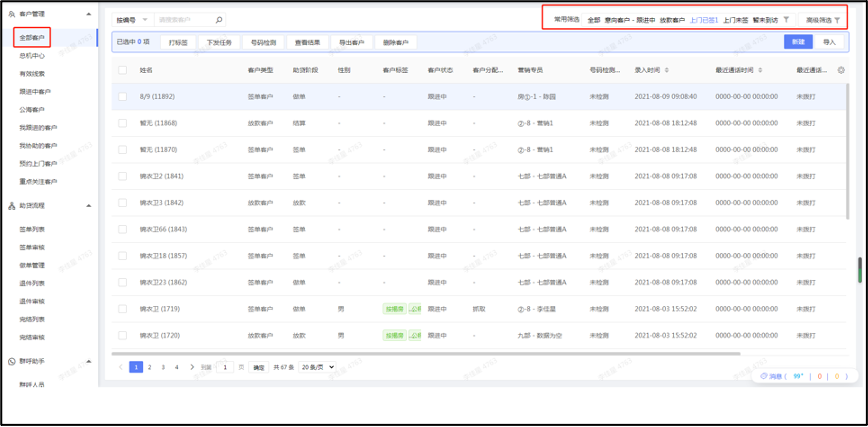 客户管理
全部客户
总机中心
有效线索
跟进中客户
公海客户
我跟进的客户
我协助的客户
预约上门客户
重点关注客户
助贷流程
签单列表
签单审核
做单管理
退件列表
退件审核
完结列表
完结审核
群呼助手
群呼人员
按编号 请搜索客户
常用筛选 全部 意向客户 - 跟进中 放款客户 上门已签1 上门未签 暂未到访 高级筛选
已选中 0 项 打标签 下发任务 号码检测 查看结果 导出客户 删除客户 新建 导入
姓名 客户类型 助贷阶段 性别 客户标签 客户状态 客户分配... 营销专员 号码检测... 录入时间 最近通话时间 最近通话...
8/9 (11892) 签单客户 做单 - - 跟进中 - ①-1 - 陈园 未检测 2021-08-09 09:08:40 0000-00-00 00:00:00 未拨打
暂无 (11868) 放款客户 结算 - - 跟进中 - ②-8 - 营销1 未检测 2021-08-08 18:12:48 0000-00-00 00:00:00 未拨打
暂无 (11870) 签单客户 签单 - - 跟进中 - ②-8 - 营销1 未检测 2021-08-08 18:12:48 0000-00-00 00:00:00 未拨打
锦衣卫2 (1841) 签单客户 签单 - - 跟进中 - 七部 - 七部普通A 未检测 2021-08-08 09:17:08 0000-00-00 00:00:00 未拨打
锦衣卫3 (1842) 放款客户 放款 - - 跟进中 - 七部 - 七部普通A 未检测 2021-08-08 09:17:08 0000-00-00 00:00:00 未拨打
锦衣卫66 (1843) 签单客户 签单 - - 跟进中 - 七部 - 七部普通A 未检测 2021-08-08 09:17:08 0000-00-00 00:00:00 未拨打
锦衣卫18 (1857) 签单客户 签单 - - 跟进中 - 七部 - 七部普通A 未检测 2021-08-08 09:17:08 0000-00-00 00:00:00 未拨打
锦衣卫23 (1862) 签单客户 签单 - - 跟进中 - 七部 - 七部普通A 未检测 2021-08-08 09:17:08 0000-00-00 00:00:00 未拨打
锦衣卫 (1719) 签单客户 签单 男 按揭房 跟进中 抓取 ②-8 - 李佳星 未检测 2021-08-03 15:52:02 0000-00-00 00:00:00 未拨打
锦衣卫 (1720) 放款客户 放款 男 按揭房 跟进中 - 九部 - 数据为空 未检测 2021-08-03 15:52:02 0000-00-00 00:00:00 未拨打
1 2 3 4 到第 1 页 确定 共 67 条 20 条/页
消息 ( 99+ | 0 | 0 )